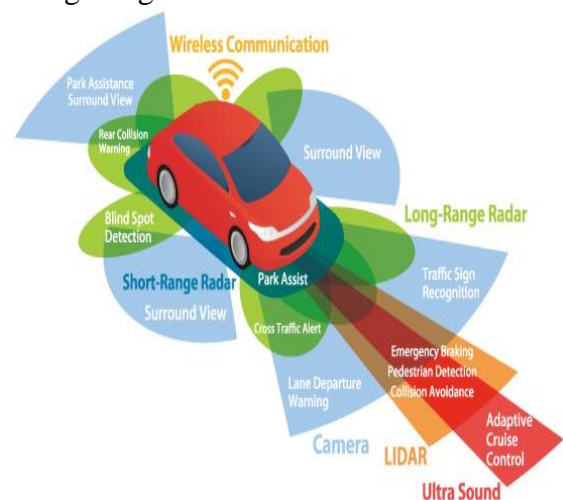 Wireless Communication
Park Assistance
Surround View
Rear Collision
Warning
Surround View
Blind Spot
Detection
Long-Range Radar
Short-Range Radar
Park Assist
Traffic Sign
Recognition
Surround View
Cross Traffic Alert
Emergency Braking
Pedestrian Detection
Collision Avoidance
Lane Departure
Warning
Adaptive
Cruise
Control
Camera
LIDAR
Ultra Sound